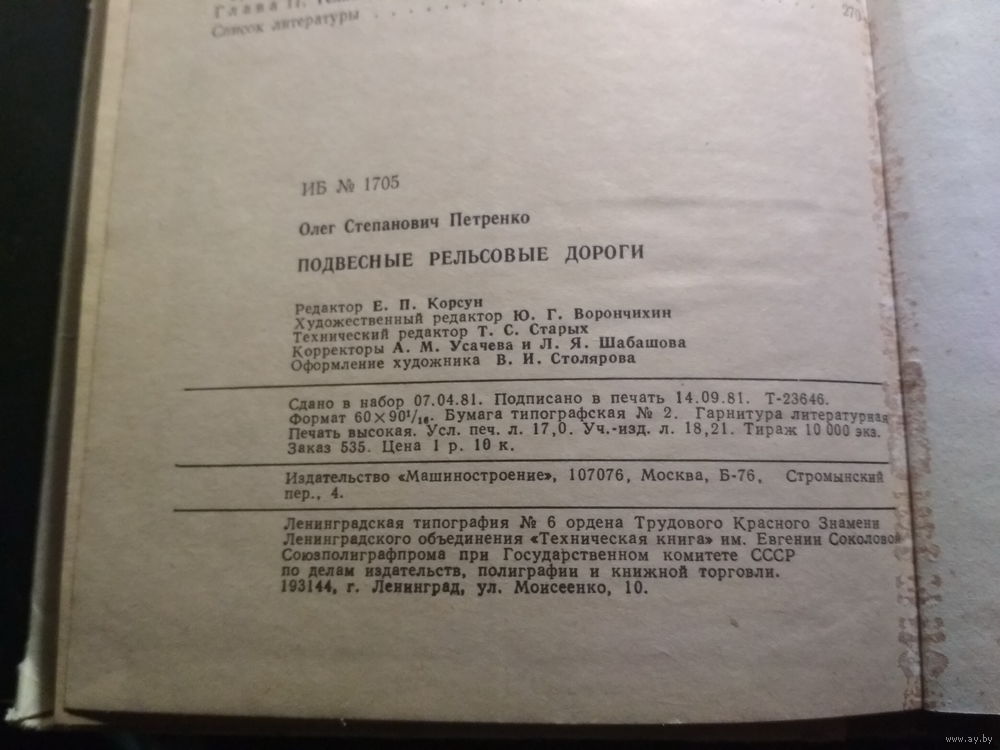 Глава
Список литературы . . . . . . . . . 270
ИБ № 1705
Олег Степанович Петренко
ПОДВЕСНЫЕ РЕЛЬСОВЫЕ ДОРОГИ
Редактор Е. П. Корсун
Художественный редактор Ю. Г. Ворончихин
Технический редактор Т. С. Старых
Корректоры А. М. Усачева и Л. Я. Шабашова
Оформление художника В. И. Столярова
Сдано в набор 07.04.81. Подписано в печать 14.09.81. Т-23646.
Формат 60×90¹/₁₆. Бумага типографская № 2. Гарнитура литературная
Печать высокая. Усл. печ. л. 17,0. Уч.-изд. л. 18,21. Тираж 10 000 экз.
Заказ 535. Цена 1 р. 10 к.
Издательство «Машиностроение», 107076, Москва, Б-76, Стромынский
пер., 4.
Ленинградская типография № 6 ордена Трудового Красного Знамени
Ленинградского объединения «Техническая книга» им. Евгении Соколовой
Союзполиграфпрома при Государственном комитете СССР
по делам издательств, полиграфии и книжной торговли.
193144, г. Ленинград, ул. Моисеенко, 10.
www.ay.by